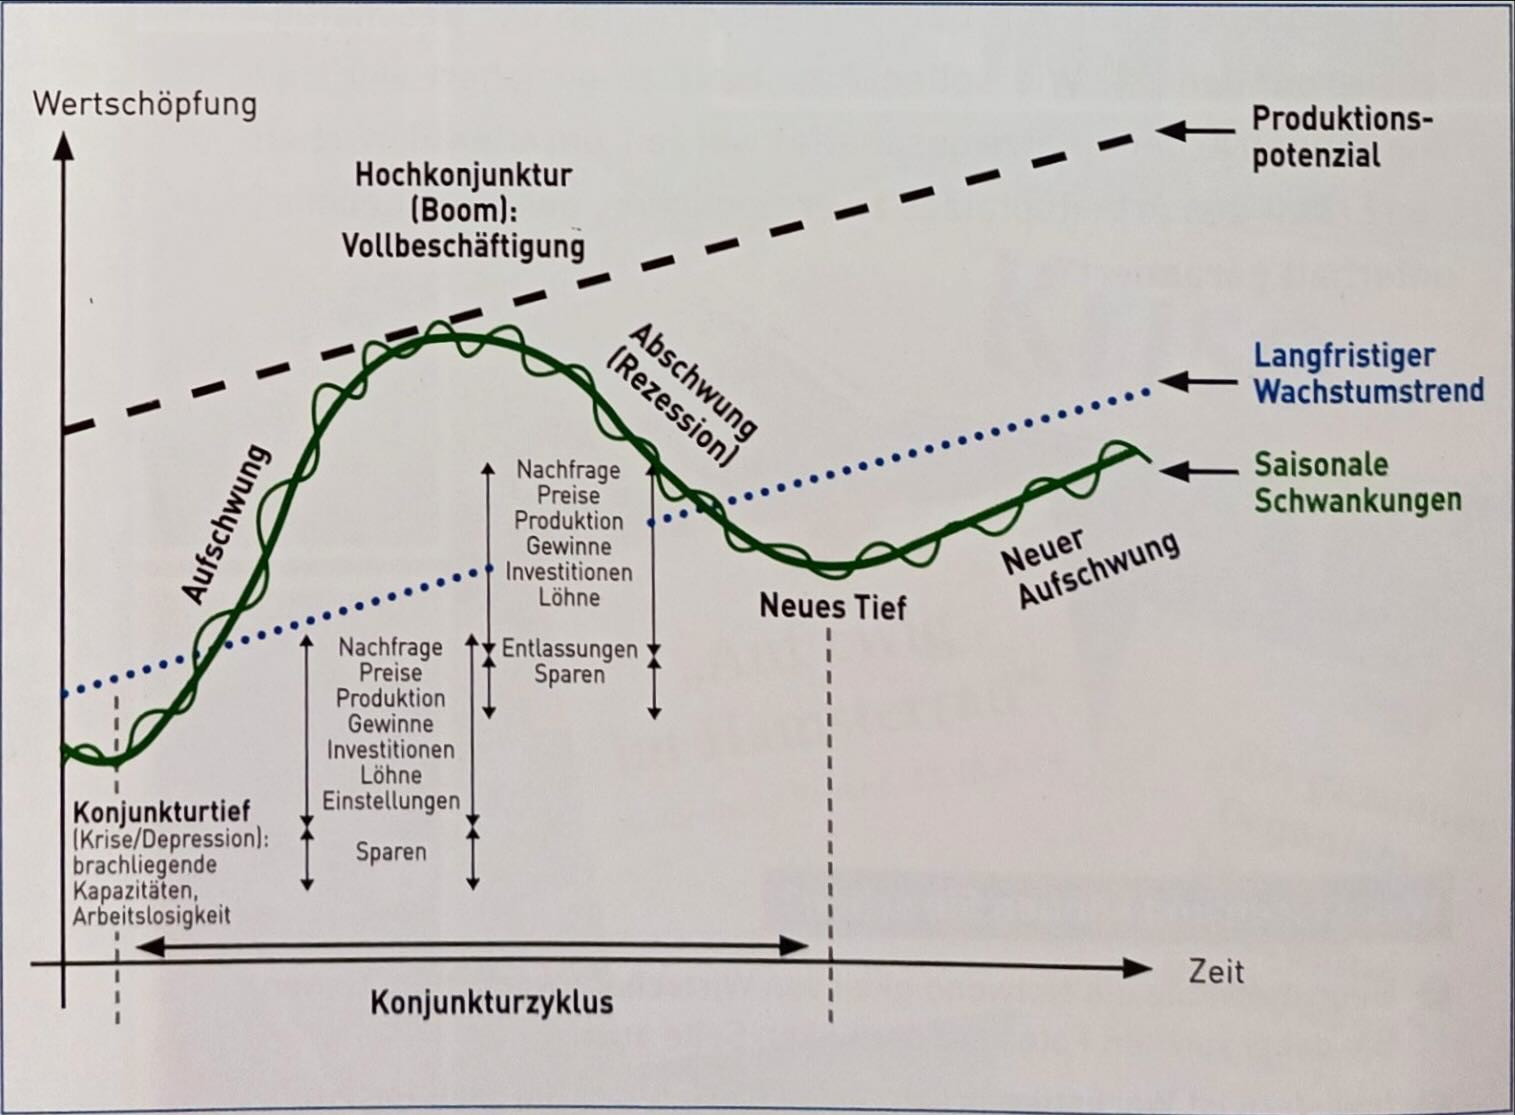 Wertschöpfung
Produktions-
potenzial
Hochkonjunktur
(Boom):
Vollbeschäftigung
Abschwung
(Rezession)
Langfristiger
Wachstumstrend
Saisonale
Schwankungen
Aufschwung
Nachfrage
Preise
Produktion
Gewinne
Investitionen
Löhne
Entlassungen
Sparen
Neuer
Aufschwung
Neues Tief
Nachfrage
Preise
Produktion
Gewinne
Investitionen
Löhne
Einstellungen
Sparen
Konjunkturtief
(Krise/Depression):
brachliegende
Kapazitäten,
Arbeitslosigkeit
Zeit
Konjunkturzyklus